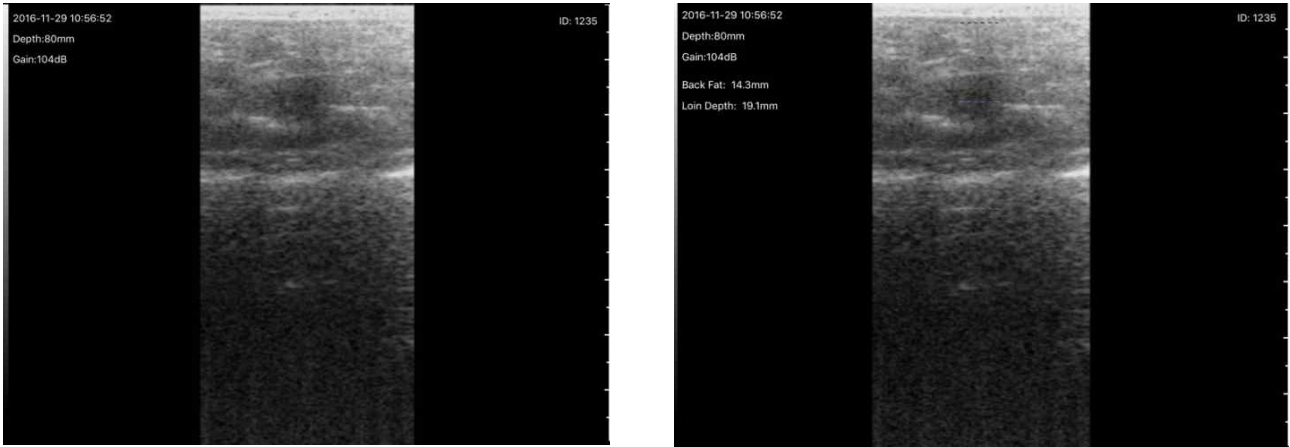 2016-11-29 10:56:52
ID: 1235
Depth:80mm
Gain:104dB
2016-11-29 10:56:52
ID: 1235
Depth:80mm
Gain:104dB
Back Fat: 14.3mm
Loin Depth: 19.1mm